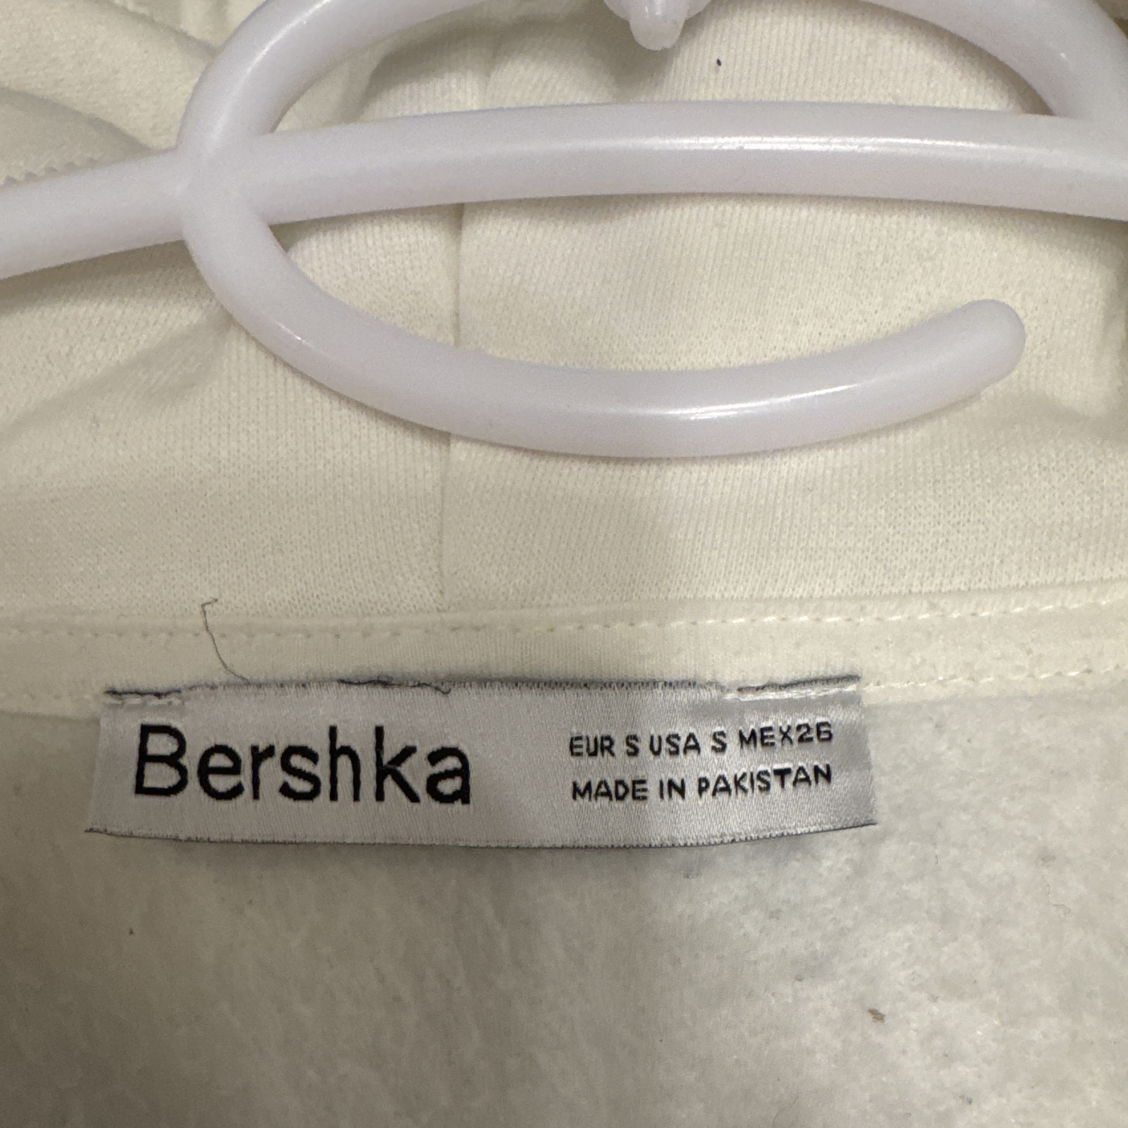 Bershka
EUR S USA S MEX26
MADE IN PAKISTAN